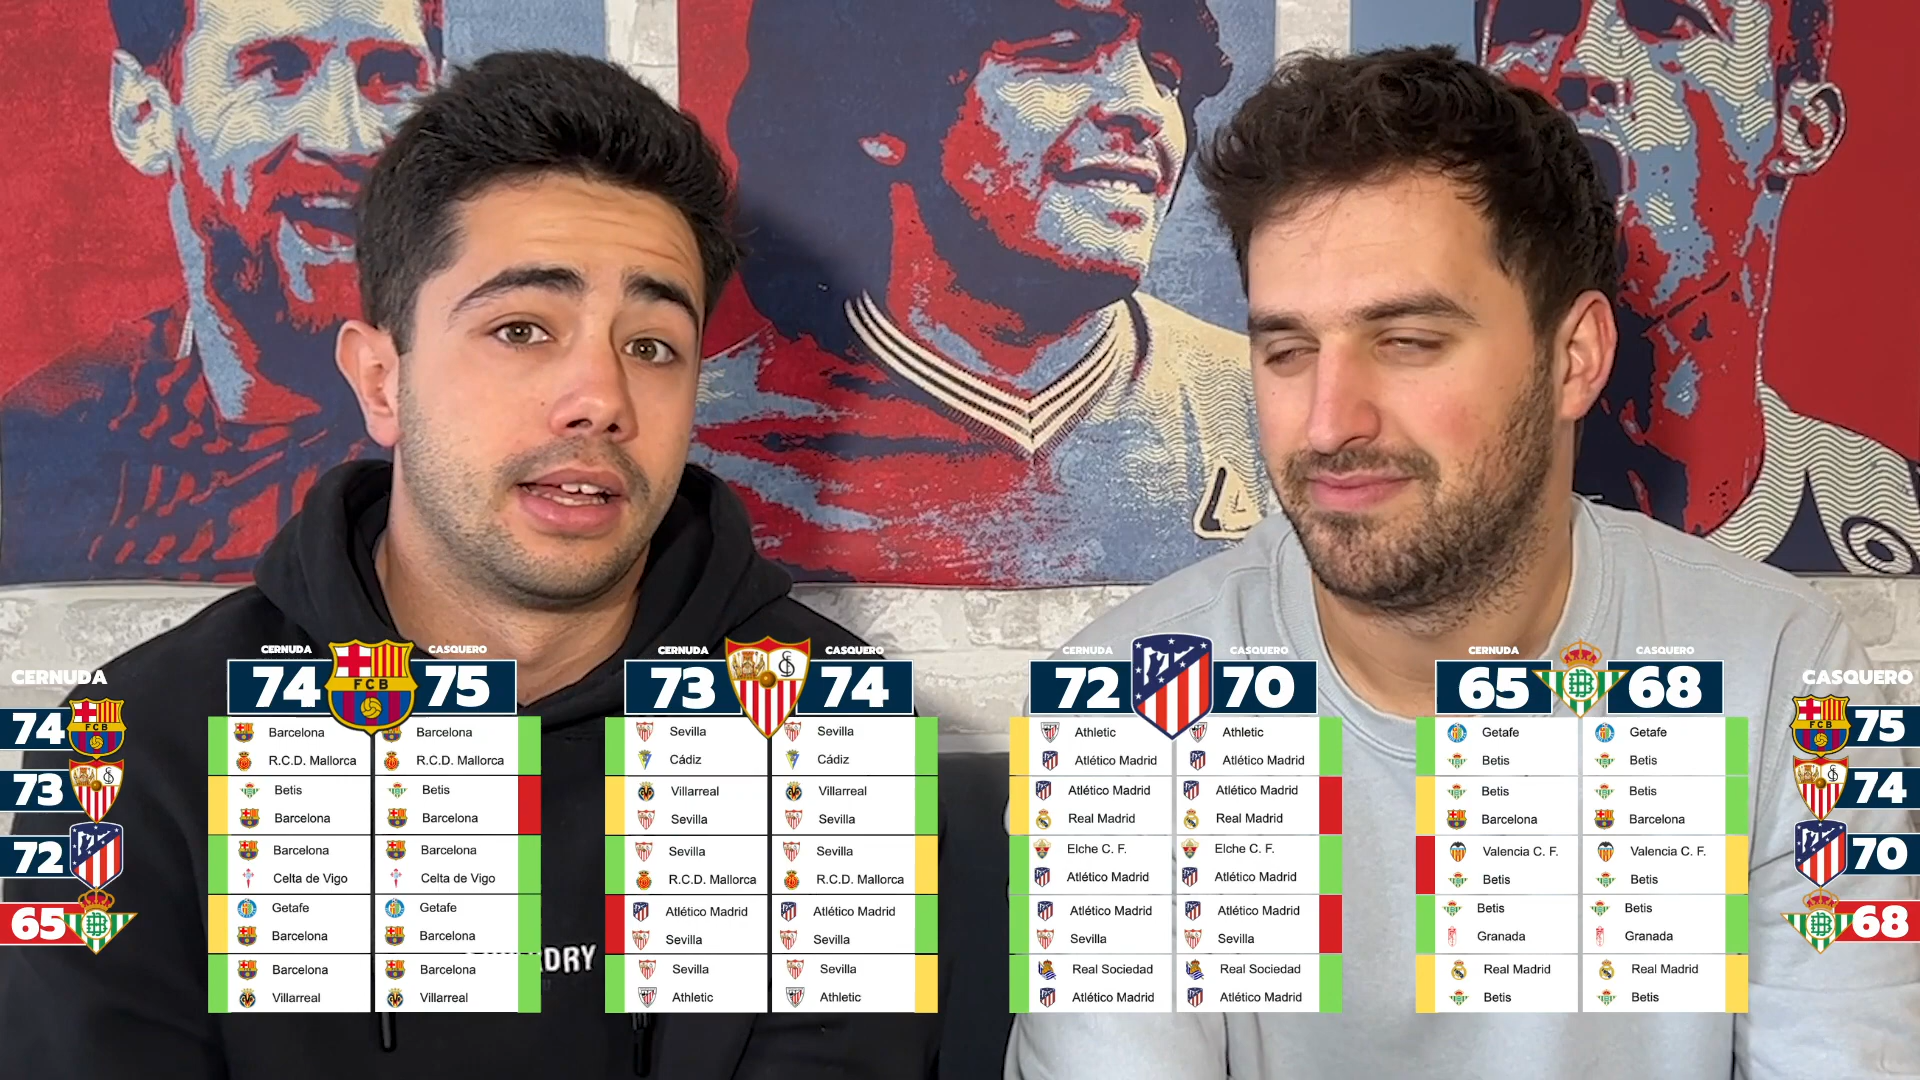 CERNUDA
74
73
72
65
CERNUDA
CASQUERO
74
FCB
75
Barcelona
Barcelona
R.C.D. Mallorca
R.C.D. Mallorca
Betis
Betis
Barcelona
Barcelona
Barcelona
Barcelona
Celta de Vigo
Celta de Vigo
Getafe
Getafe
Barcelona
Barcelona
Barcelona
Barcelona
Villarreal
Villarreal
CERNUDA
CASQUERO
73
74
Sevilla
Sevilla
Cádiz
Cádiz
Villarreal
Villarreal
Sevilla
Sevilla
Sevilla
Sevilla
R.C.D. Mallorca
R.C.D. Mallorca
Atlético Madrid
Atlético Madrid
Sevilla
Sevilla
Sevilla
Sevilla
Athletic
Athletic
CERNUDA
CASQUERO
72
70
Athletic
Athletic
Atlético Madrid
Atlético Madrid
Atlético Madrid
Atlético Madrid
Real Madrid
Real Madrid
Elche C. F.
Elche C. F.
Atlético Madrid
Atlético Madrid
Atlético Madrid
Atlético Madrid
Sevilla
Sevilla
Real Sociedad
Real Sociedad
Atlético Madrid
Atlético Madrid
CERNUDA
CASQUERO
65
68
Getafe
Getafe
Betis
Betis
Betis
Betis
Barcelona
Barcelona
Valencia C. F.
Valencia C. F.
Betis
Betis
Betis
Betis
Granada
Granada
Real Madrid
Real Madrid
Betis
Betis
CASQUERO
FCB
75
74
70
68